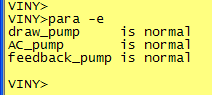 VINY>
VINY>para -e
draw_pump     is normal
AC_pump       is normal
feedback_pump is normal
VINY>